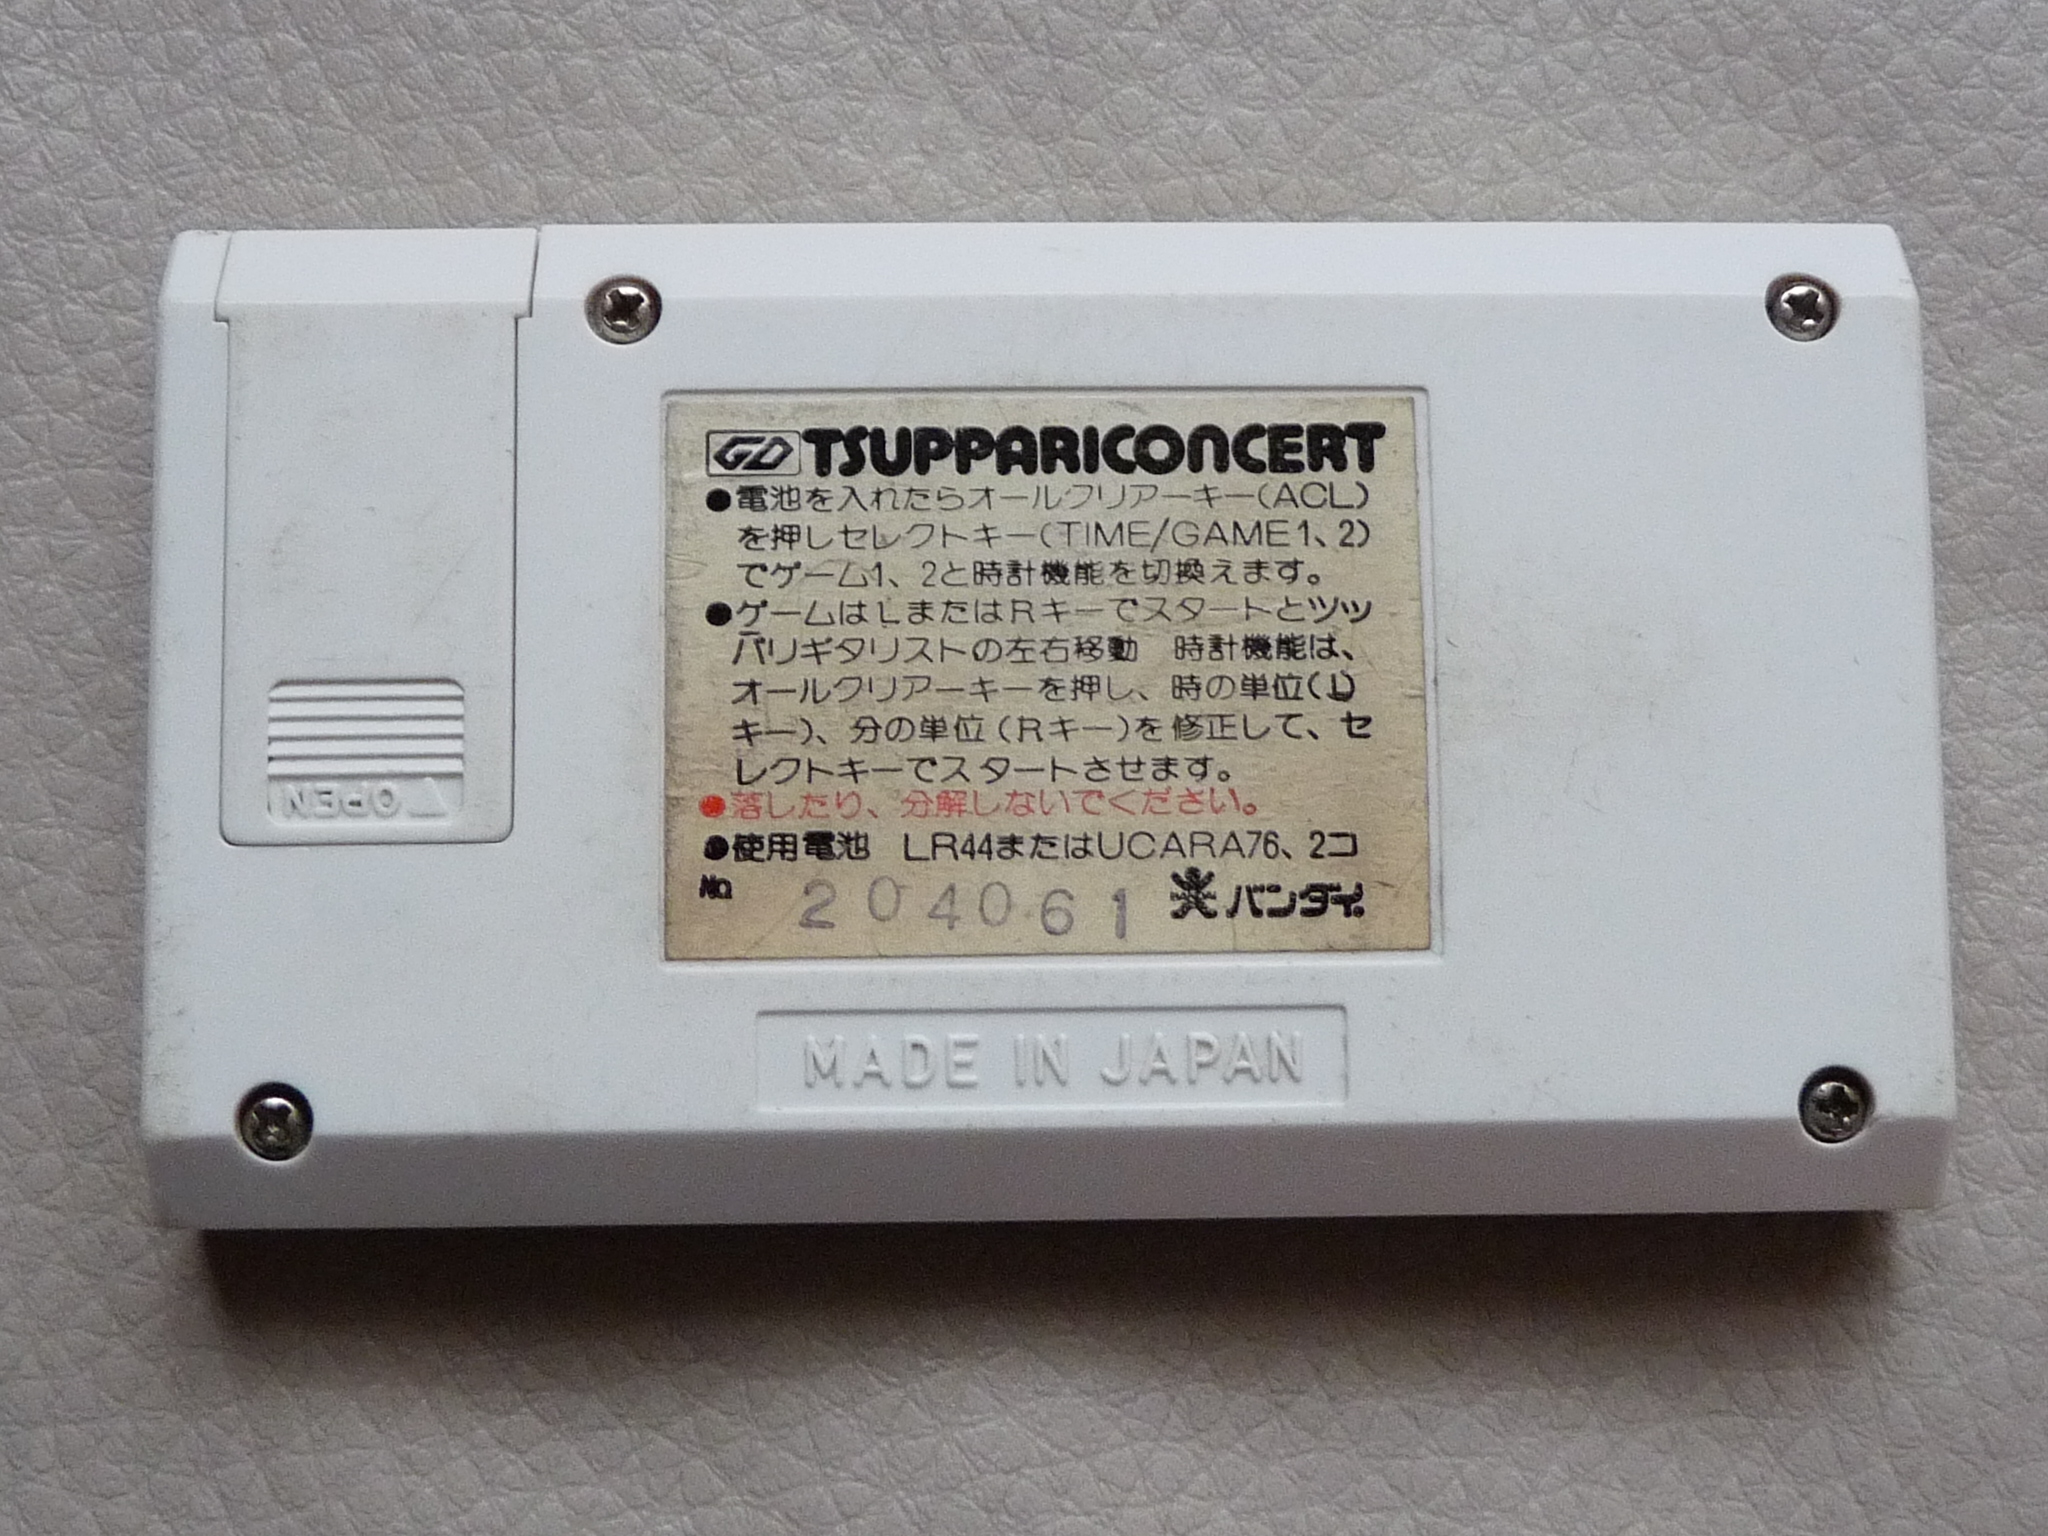 GD TSUPPARICONCERT
●電池を入れたらオールクリアーキー(ACL)
を押しセレクトキー(TIME/GAME1、2)
でゲーム1、2と時計機能を切換えます。
●ゲームはLまたはRキーでスタートとツッ
パリギタリストの左右移動 時計機能は、
オールクリアーキーを押し、時の単位(L
キー)、分の単位(Rキー)を修正して、セ
レクトキーでスタートさせます。
●落したり、分解しないでください。
●使用電池 LR44またはUCARA76、2コ
No. 204061 バンダイ
OPEN
MADE IN JAPAN